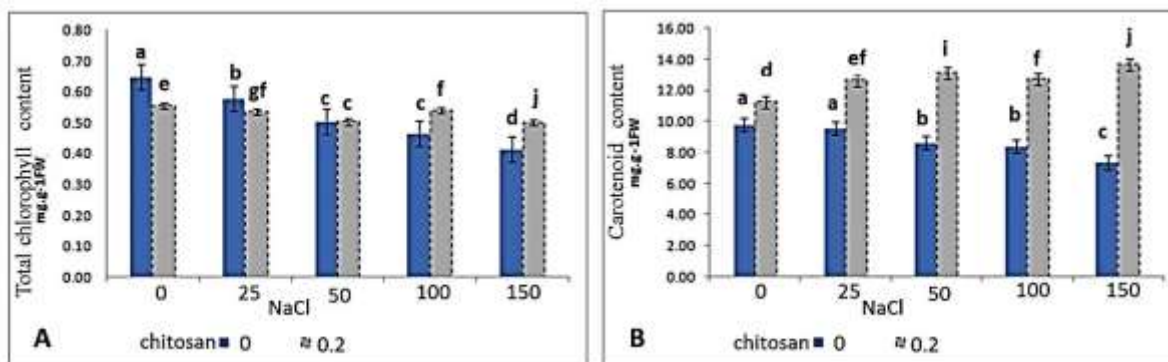 A
Total chlorophyll content
mg.g-1FW
0.80
0.70
0.60
0.50
0.40
0.30
0.20
0.10
0.00
a
e
b
gf
c
c
c
f
d
j
0 25 50 100 150
NaCl
A
chitosan 0 0.2
B
Carotenoid content
mg.g-1FW
16.00
14.00
12.00
10.00
8.00
6.00
4.00
2.00
0.00
a
d
a
ef
b
i
b
f
c
j
0 25 50 100 150
NaCl
B
chitosan 0 0.2